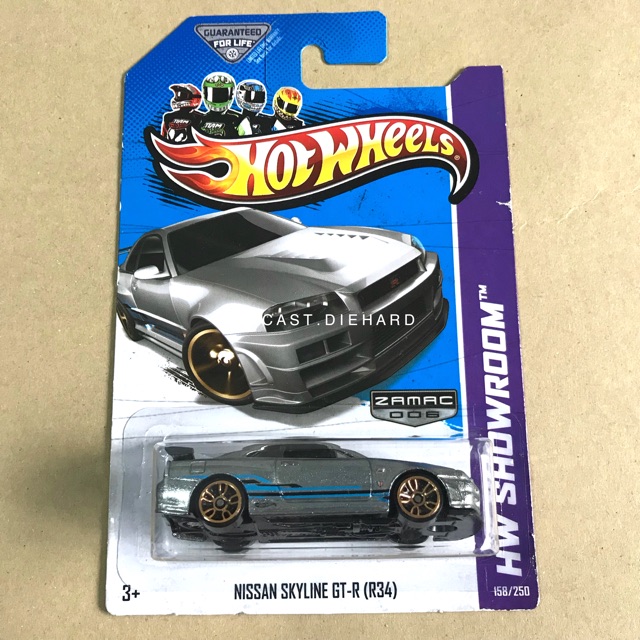 GUARANTEED
FOR LIFE
HOT WHEELS
CAST.DIEHARD
ZAMAC
006
HW SHOWROOM™
3+
NISSAN SKYLINE GT-R (R34)
158/250